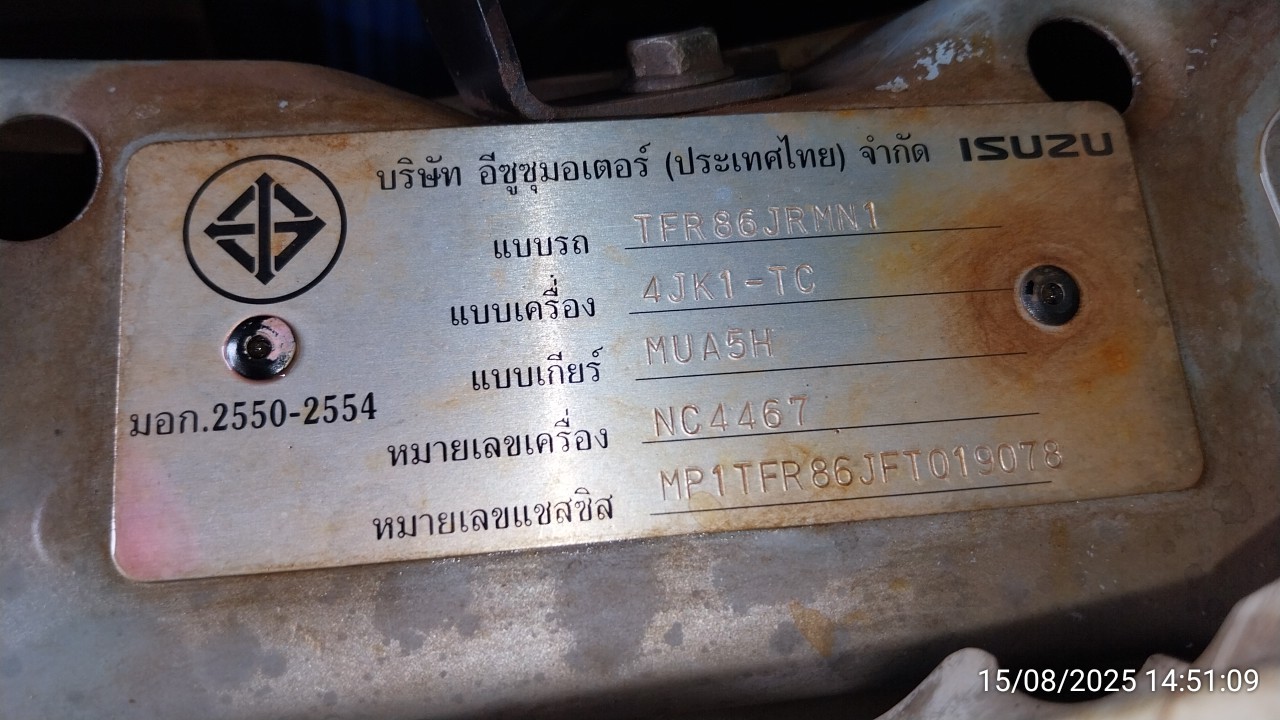 บริษัท อีซูซุมอเตอร์ (ประเทศไทย) จำกัด ISUZU
แบบรถ TFR86JRMN1
แบบเครื่อง 4JK1-TC
แบบเกียร์ MUA5H
มอก.2550-2554
หมายเลขเครื่อง NC4467
หมายเลขแชสซิส MP1TFR86JFT019078
15/08/2025 14:51:09